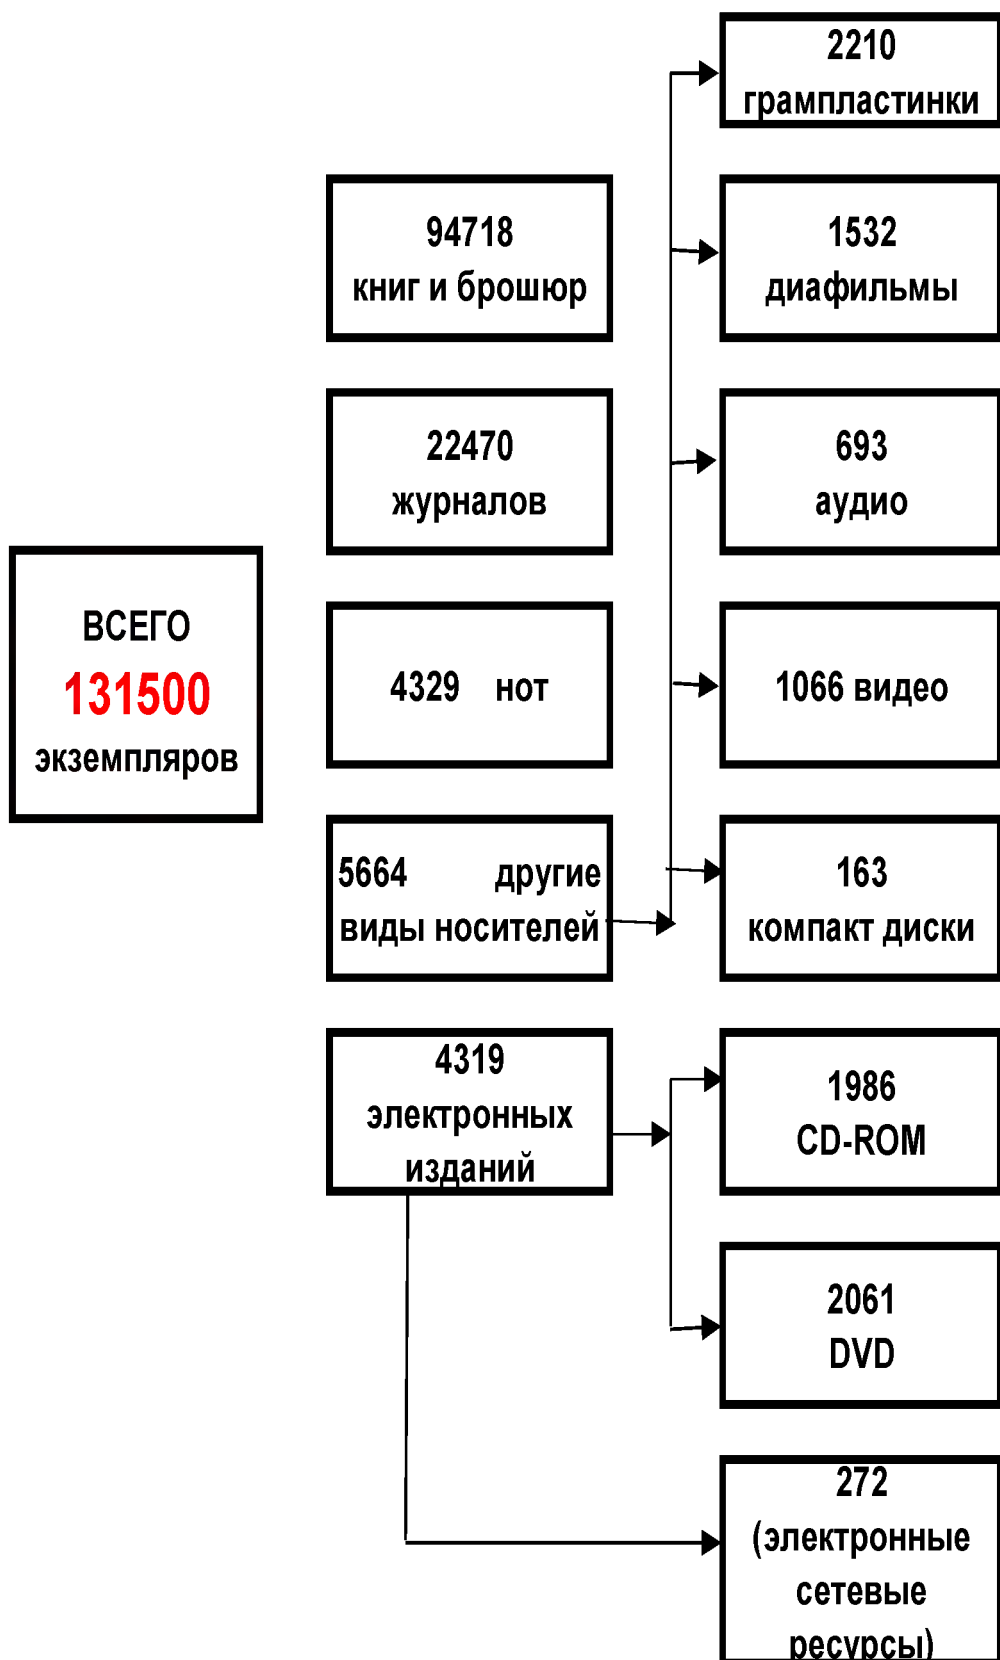 ВСЕГО
131500
экземпляров
94718
книг и брошюр
22470
журналов
4329 нот
5664 другие
виды носителей
4319
электронных
изданий
2210
грампластинки
1532
диафильмы
693
аудио
1066 видео
163
компакт диски
1986
CD-ROM
2061
DVD
272
(электронные
сетевые
ресурсы)